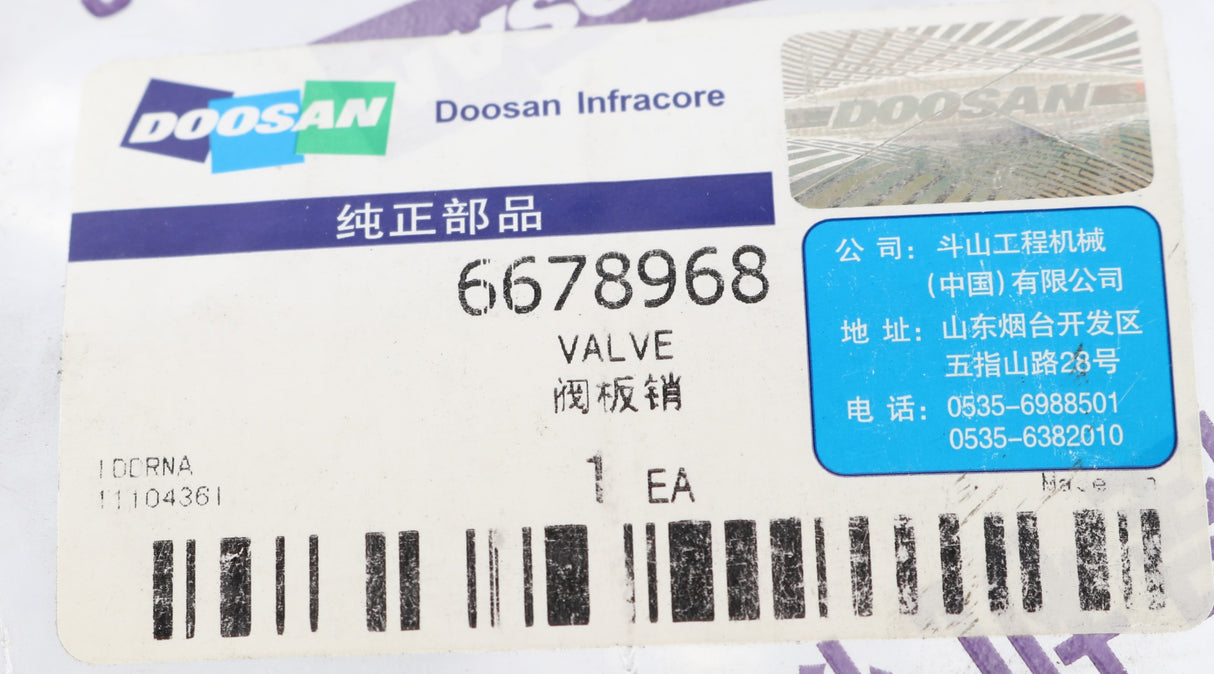 DOOSAN
Doosan Infracore
DOOSAN
纯正部品
6678968
VALVE
阀板销
1 EA
11104361
公 司: 斗山工程机械
(中国)有限公司
地 址: 山东烟台开发区
五指山路28号
电 话: 0535-6988501
0535-6382010